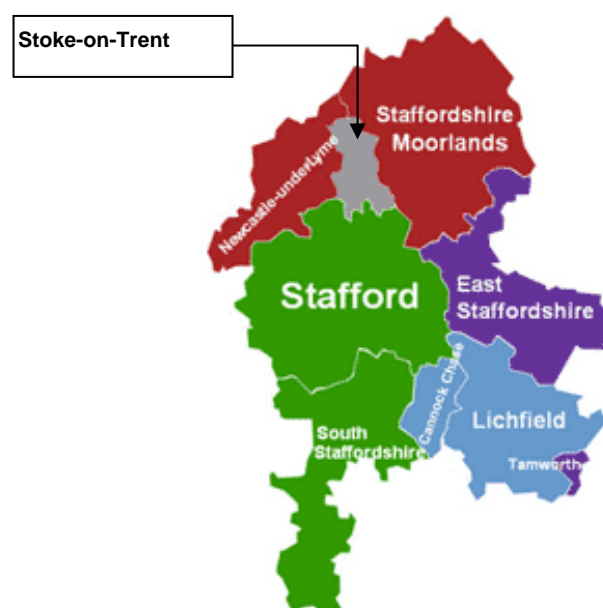 Stoke-on-Trent
Staffordshire
Moorlands
Newcastle-underlyme
East
Staffordshire
Stafford
Cannock Chase
Lichfield
South
Staffordshire
Tamworth